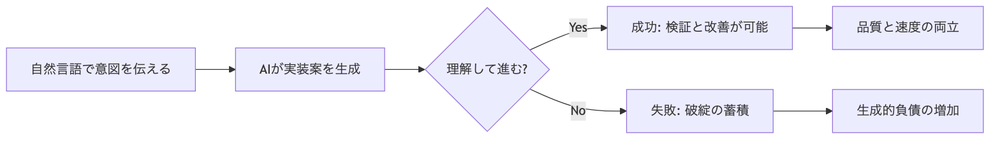 自然言語で意図を伝える
AIが実装案を生成
理解して進む?
Yes
成功: 検証と改善が可能
品質と速度の両立
No
失敗: 破綻の蓄積
生成的負債の増加